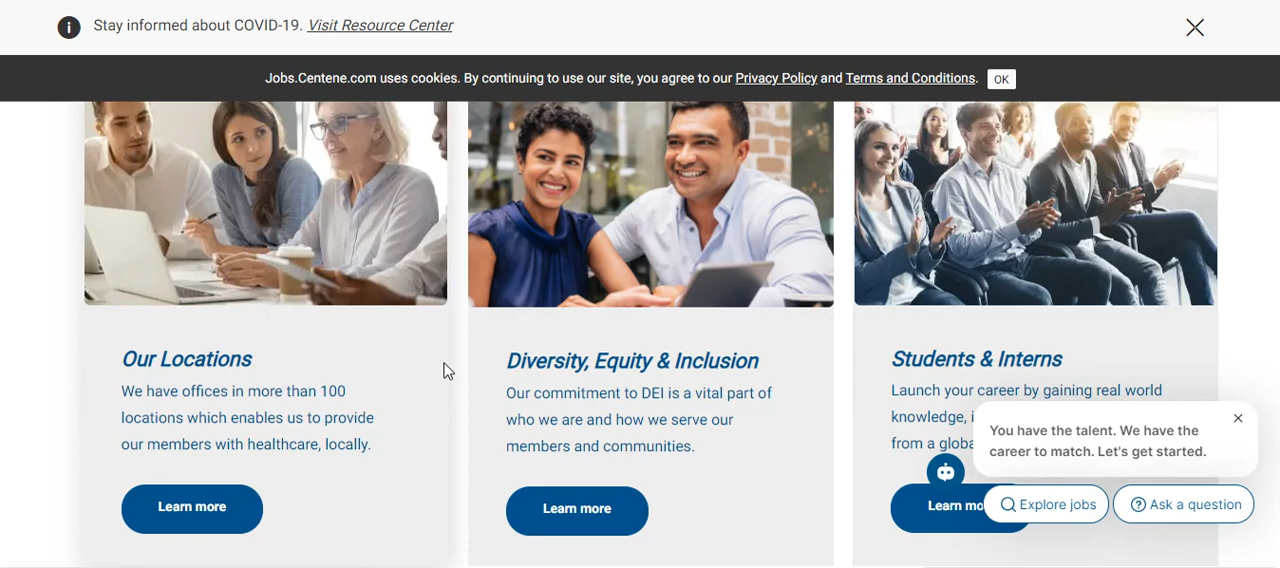 Stay informed about COVID-19. Visit Resource Center
Jobs.Centene.com uses cookies. By continuing to use our site, you agree to our Privacy Policy and Terms and Conditions. OK
Our Locations
We have offices in more than 100
locations which enables us to provide
our members with healthcare, locally.
Learn more
Diversity, Equity & Inclusion
Our commitment to DEI is a vital part of
who we are and how we serve our
members and communities.
Learn more
Students & Interns
Launch your career by gaining real world
knowledge,
from a
Learn
You have the talent. We have the
career to match. Let's get started.
Explore jobs
Ask a question